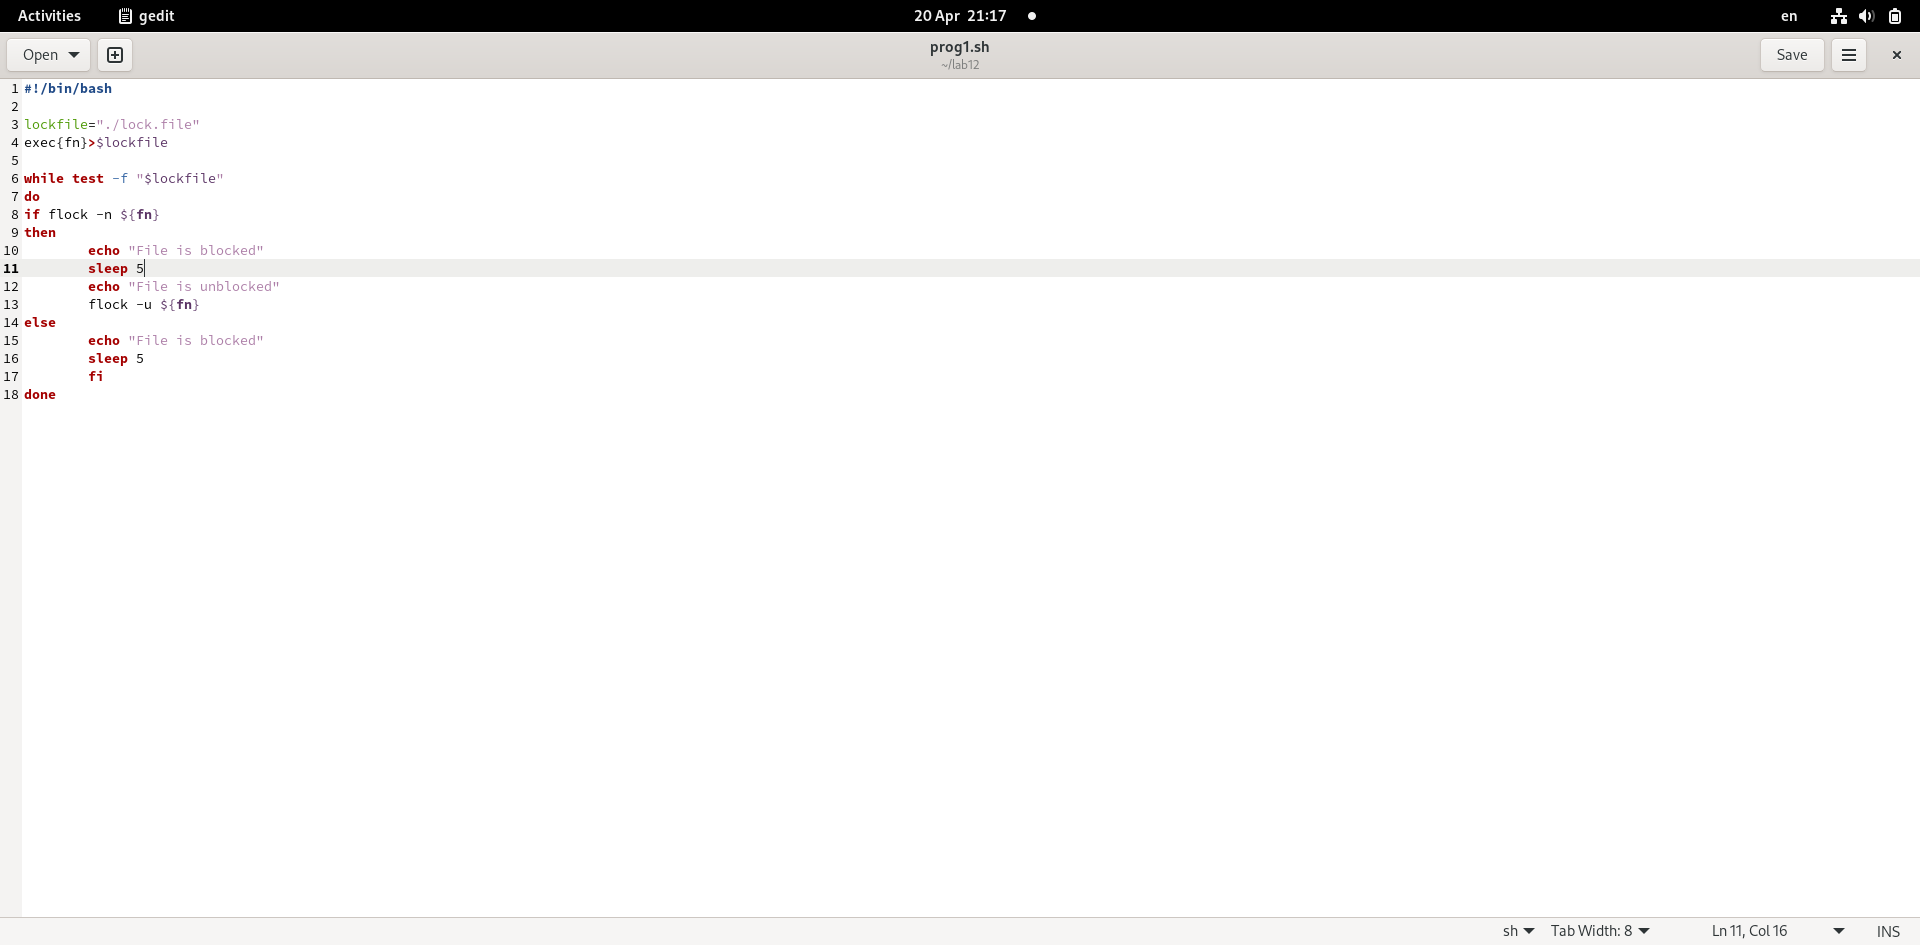 Activities gedit 20 Apr 21:17 en
Open prog1.sh Save
~/lab12
1 #!/bin/bash
2
3 lockfile="./lock.file"
4 exec{fn}>$lockfile
5
6 while test -f "$lockfile"
7 do
8 if flock -n ${fn}
9 then
10 echo "File is blocked"
11 sleep 5
12 echo "File is unblocked"
13 flock -u ${fn}
14 else
15 echo "File is blocked"
16 sleep 5
17 fi
18 done
sh Tab Width: 8 Ln 11, Col 16 INS